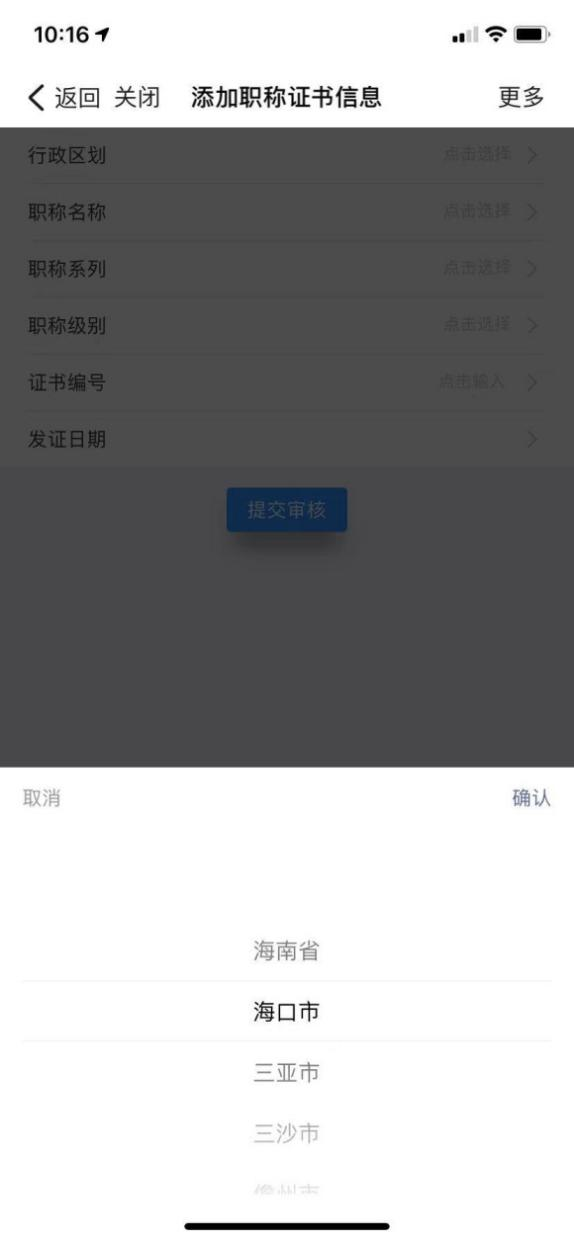 10:16
返回 关闭 添加职称证书信息 更多
行政区划 点击选择
职称名称 点击选择
职称系列 点击选择
职称级别 点击选择
证书编号 点击输入
发证日期
提交审核
取消 确认
海南省
海口市
三亚市
三沙市
儋州市